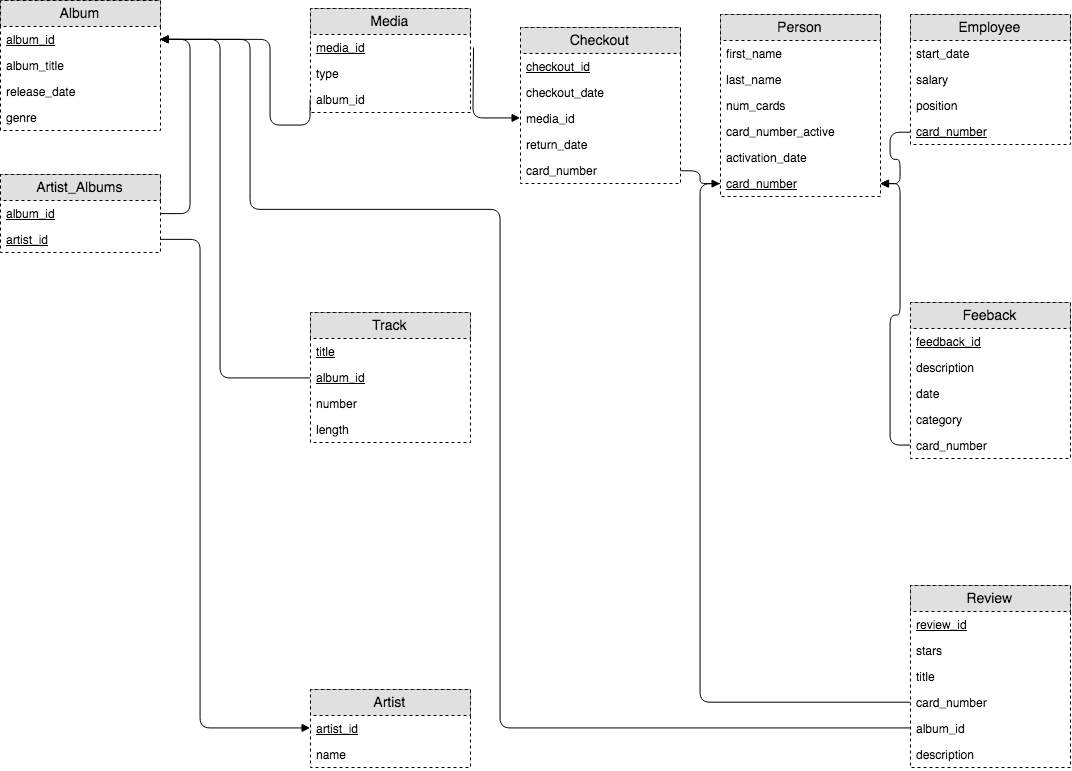 Album
album_id
album_title
release_date
genre
Media
media_id
type
album_id
Checkout
checkout_id
checkout_date
media_id
return_date
card_number
Person
first_name
last_name
num_cards
card_number_active
activation_date
card_number
Employee
start_date
salary
position
card_number
Artist_Albums
album_id
artist_id
Track
title
album_id
number
length
Feeback
feedback_id
description
date
category
card_number
Review
review_id
stars
title
card_number
album_id
description
Artist
artist_id
name